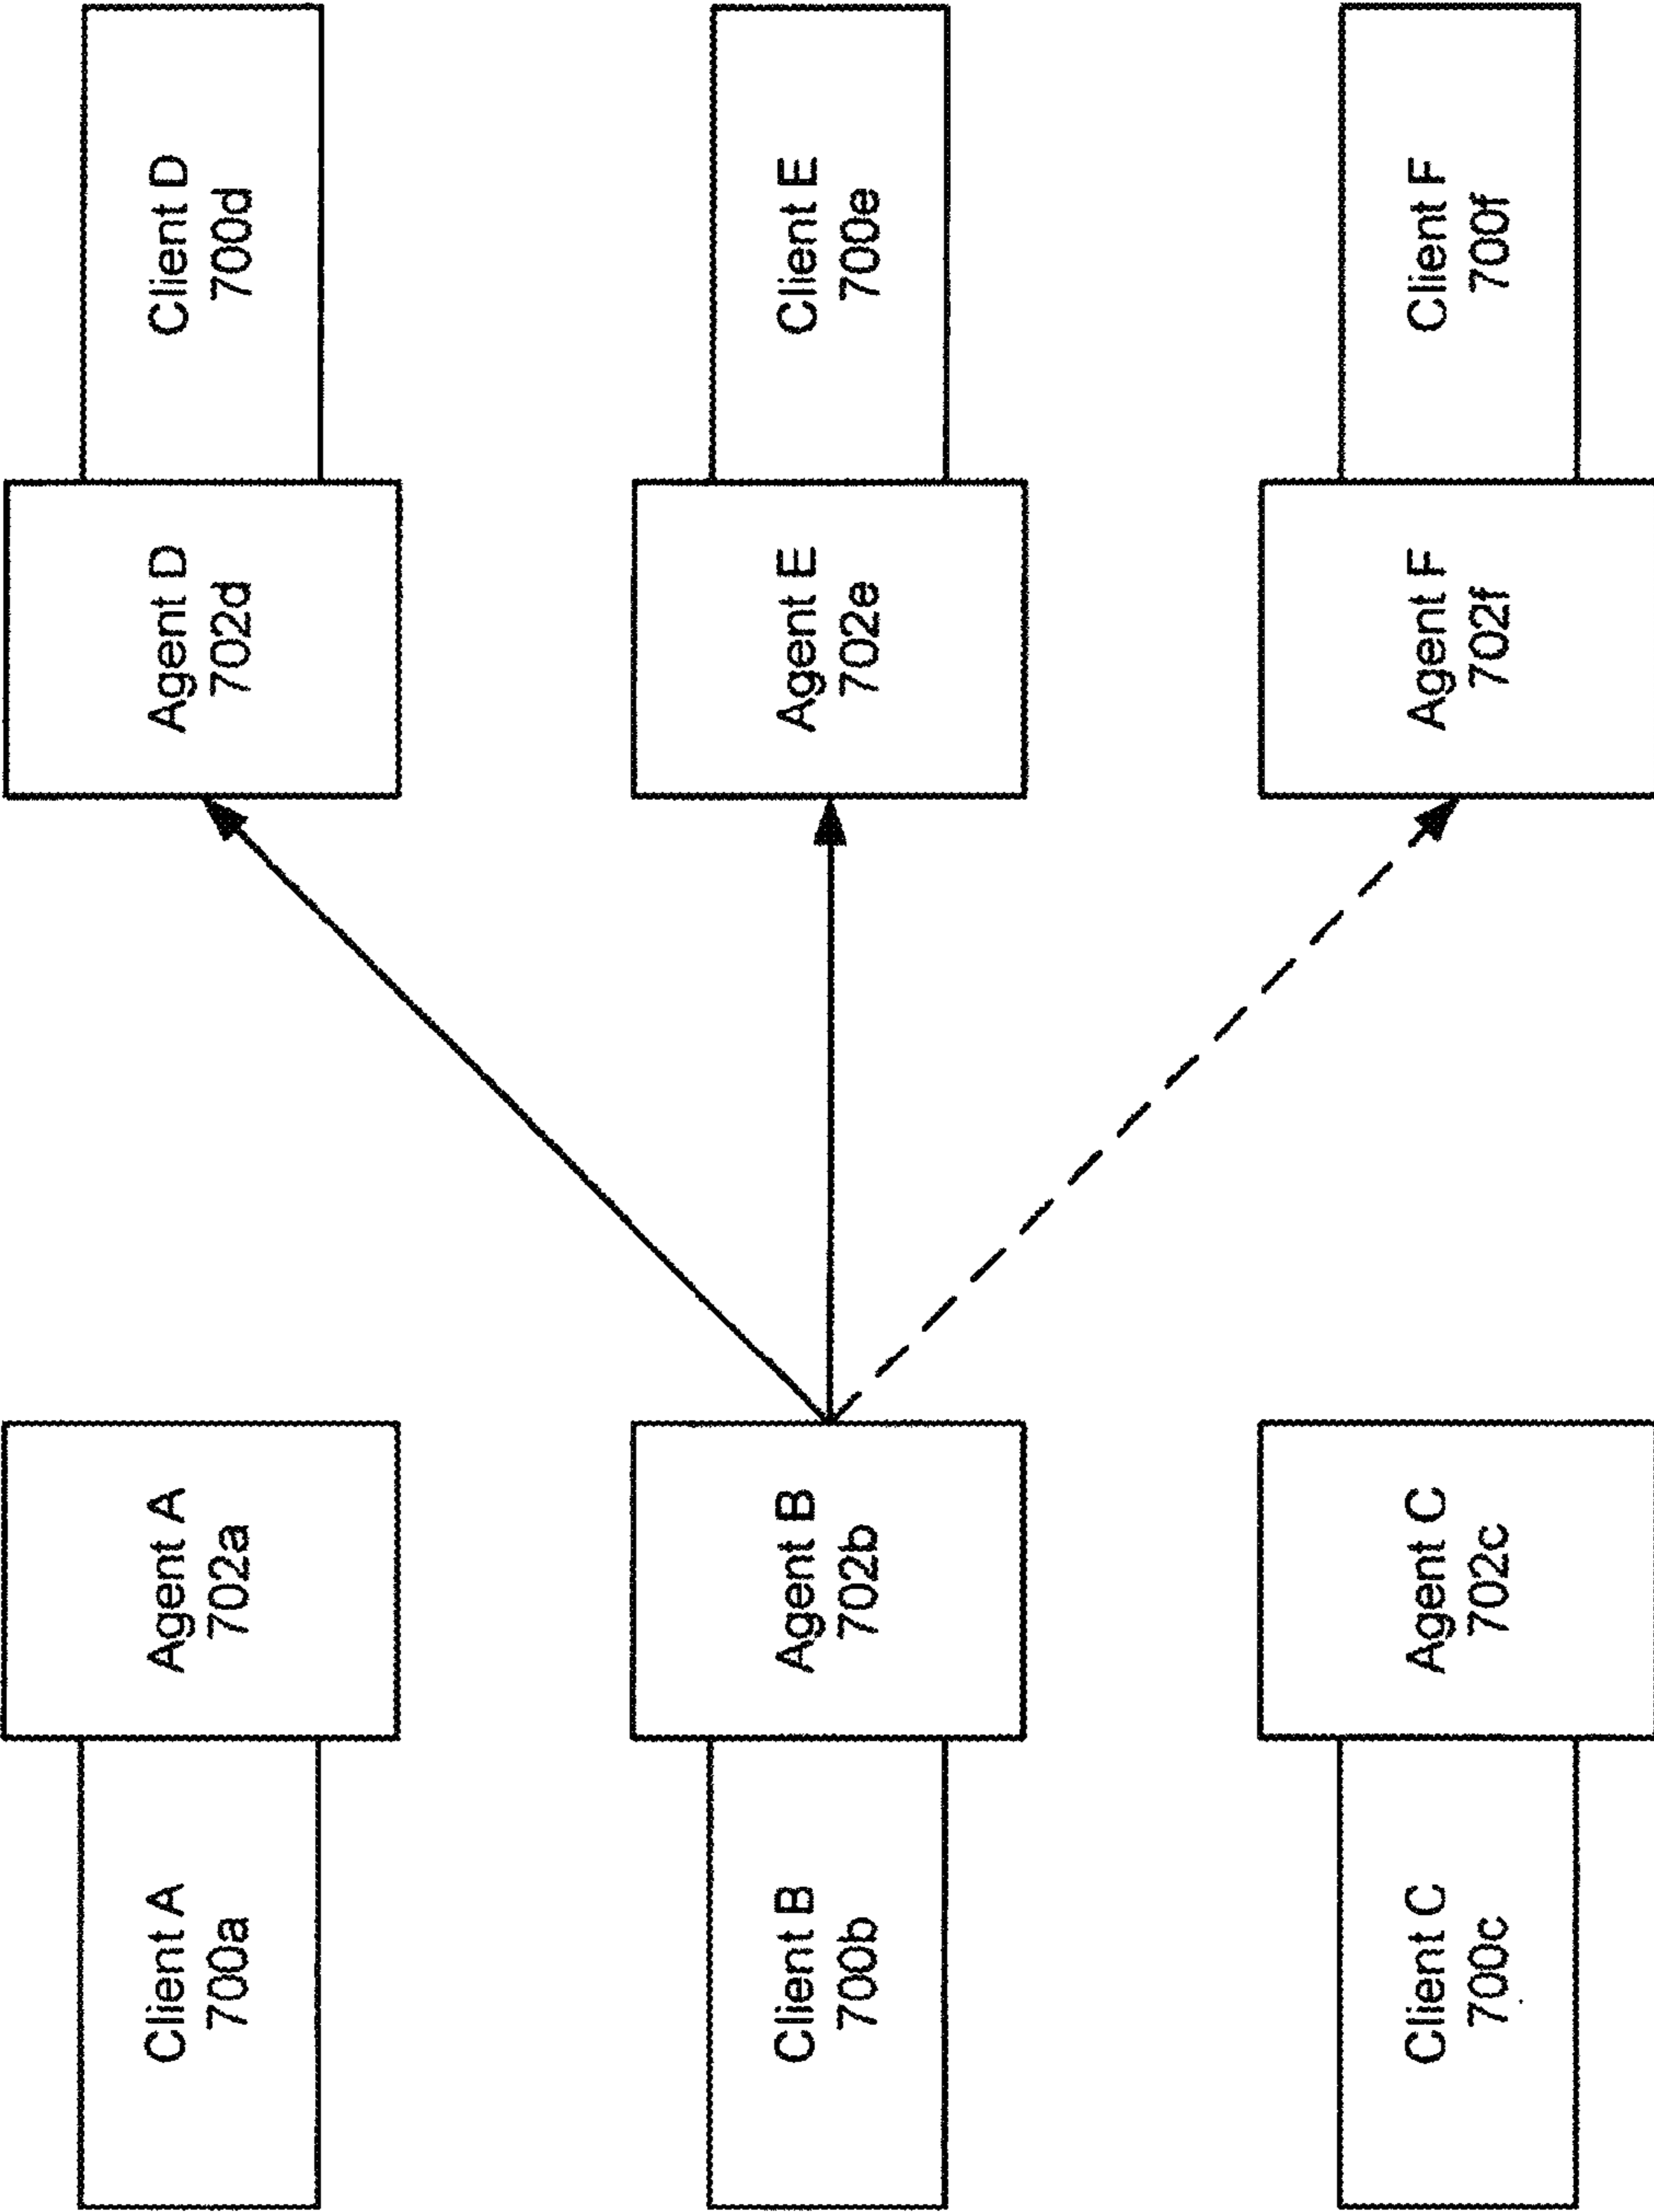 Client A
700a
Agent A
702a
Agent D
702d
Client D
700d
Client B
700b
Agent B
702b
Agent E
702e
Client E
700e
Client C
700c
Agent C
702c
Agent F
702f
Client F
700f